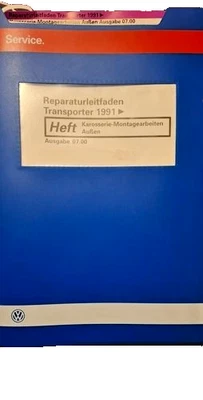 Reparaturleitfaden Transporter 1991 ▶
Karosserie-Montagearbeiten Außen Ausgabe 07.00
Service.
Reparaturleitfaden
Transporter 1991 ▶
Heft Karosserie-Montagearbeiten
Außen
Ausgabe 07.00